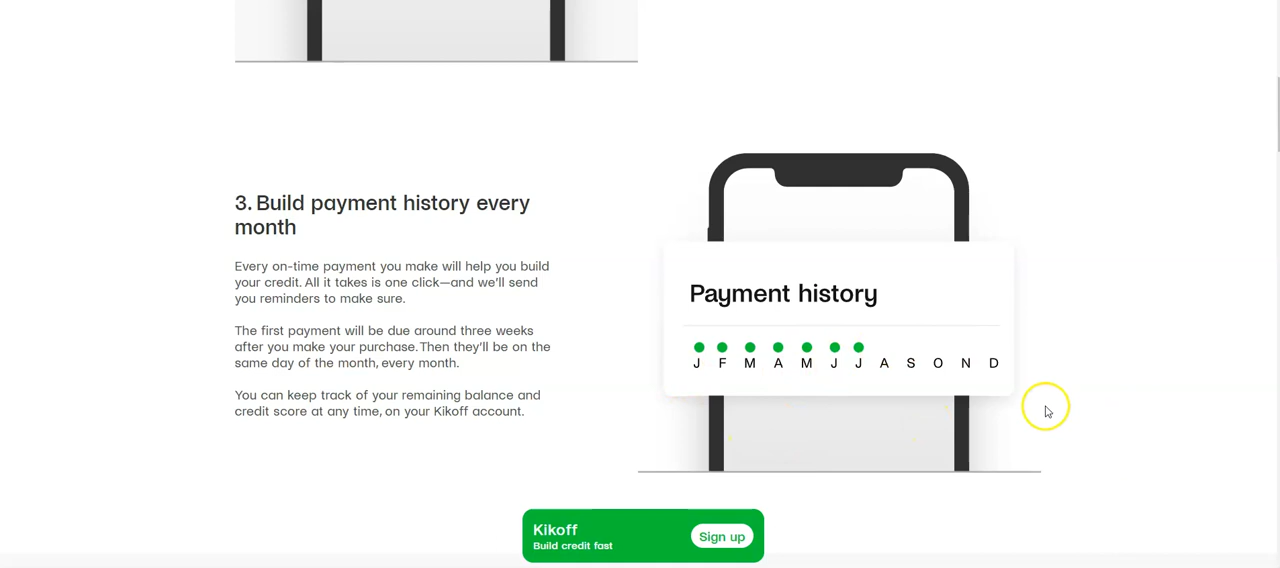 3. Build payment history every
month
Every on-time payment you make will help you build
your credit. All it takes is one click—and we'll send
you reminders to make sure.
The first payment will be due around three weeks
after you make your purchase. Then they'll be on the
same day of the month, every month.
You can keep track of your remaining balance and
credit score at any time, on your Kikoff account.
Payment history
J F M A M J J A S O N D
Kikoff
Build credit fast
Sign up